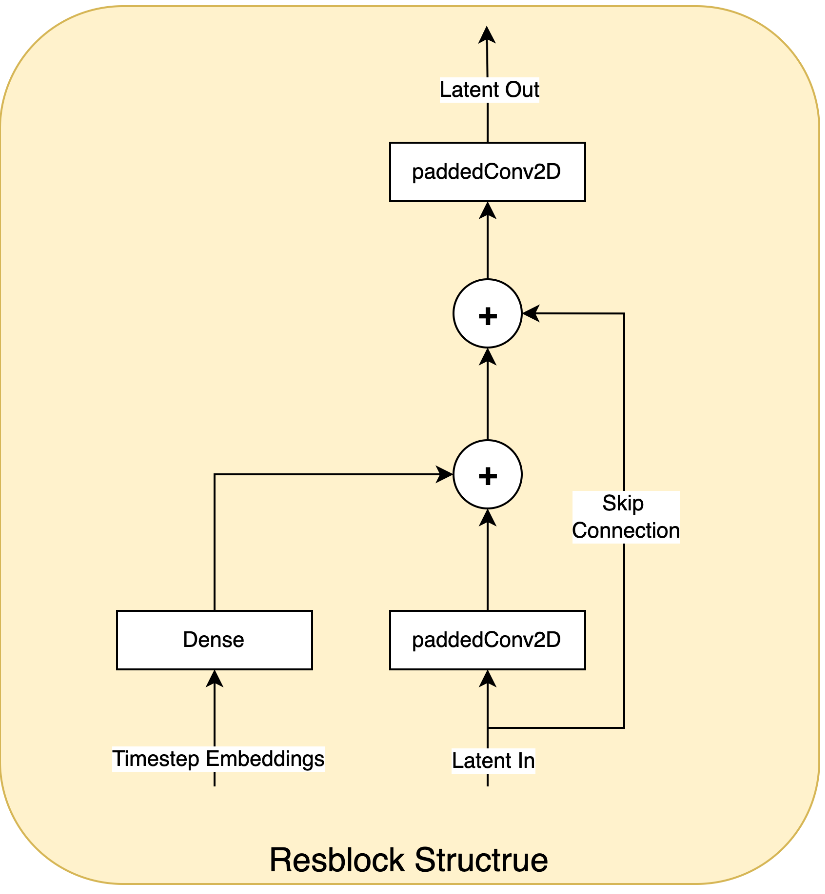 Latent Out
paddedConv2D
+
+
Skip
Connection
Dense
paddedConv2D
Timestep Embeddings
Latent In
Resblock Structrue